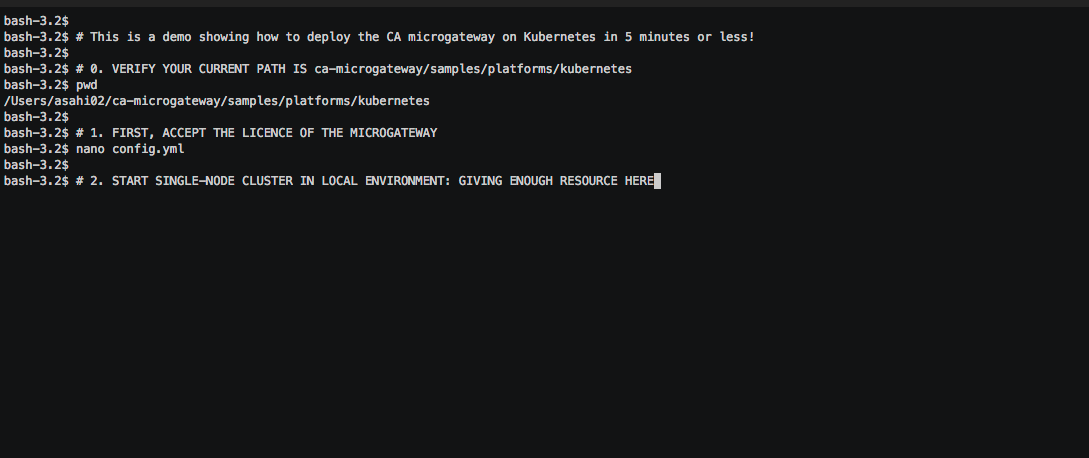 bash-3.2$
bash-3.2$ # This is a demo showing how to deploy the CA microgateway on Kubernetes in 5 minutes or less!
bash-3.2$
bash-3.2$ # 0. VERIFY YOUR CURRENT PATH IS ca-microgateway/samples/platforms/kubernetes
bash-3.2$ pwd
/Users/asahi02/ca-microgateway/samples/platforms/kubernetes
bash-3.2$
bash-3.2$ # 1. FIRST, ACCEPT THE LICENCE OF THE MICROGATEWAY
bash-3.2$ nano config.yml
bash-3.2$
bash-3.2$ # 2. START SINGLE-NODE CLUSTER IN LOCAL ENVIRONMENT: GIVING ENOUGH RESOURCE HERE